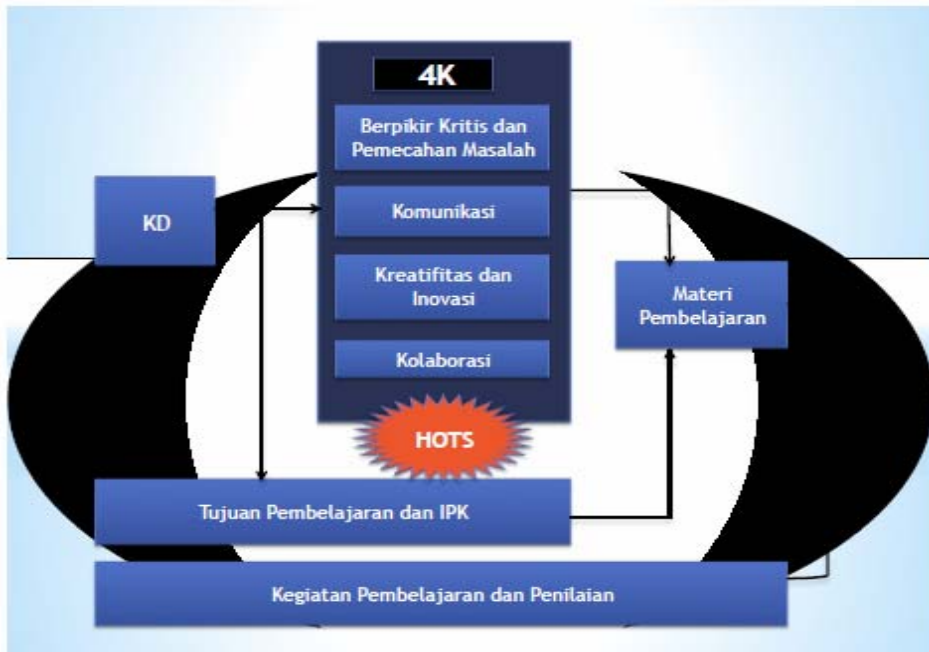 4K
Berpikir Kritis dan
Pemecahan Masalah
KD
Komunikasi
Kreatifitas dan
Inovasi
Materi
Pembelajaran
Kolaborasi
HOTS
Tujuan Pembelajaran dan IPK
Kegiatan Pembelajaran dan Penilaian